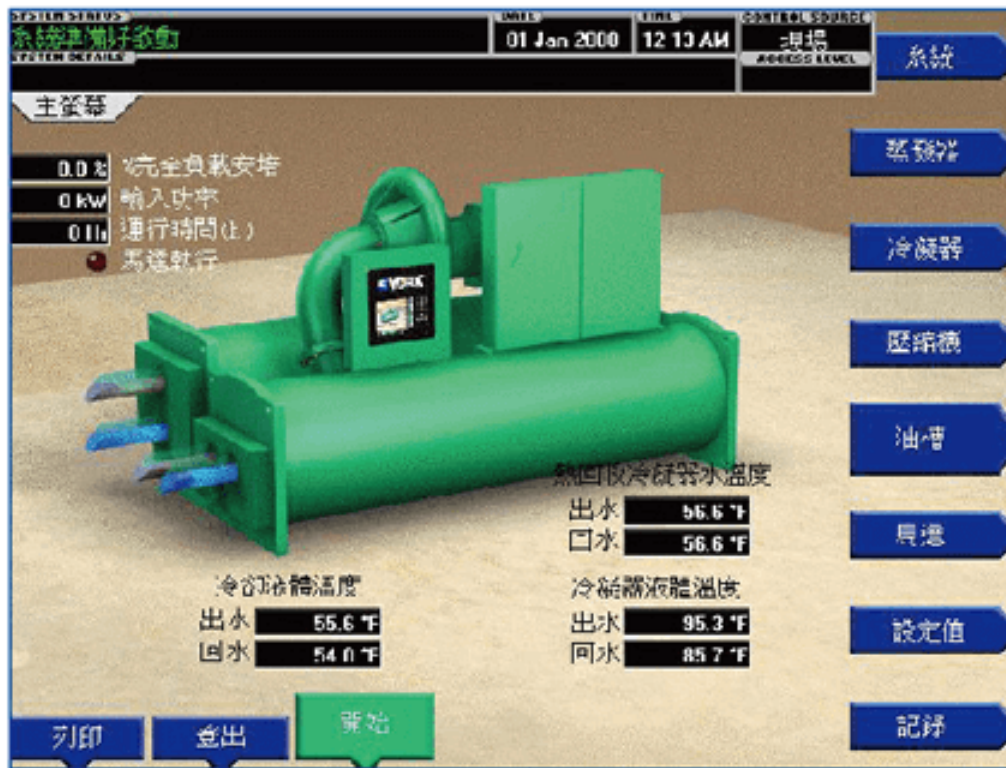 SYSTEM STATUS
系統準備好啟動
SYSTEM DETAILS
DATE
01 Jan 2000
TIME
12:13 AM
CONTROL SOURCE
現場
ACCESS LEVEL
主螢幕
0.0 % %完全負載安培
0 kW 輸入功率
0 Hr 運行時間(上)
馬達執行
YORK
熱回收冷凝器水溫度
出水 56.6 °F
回水 56.6 °F
冷卻液體溫度
出水 55.6 °F
回水 54.0 °F
冷凝器液體溫度
出水 95.3 °F
回水 85.7 °F
系統
蒸發器
冷凝器
壓縮機
油槽
馬達
設定值
記錄
列印
登出
開始